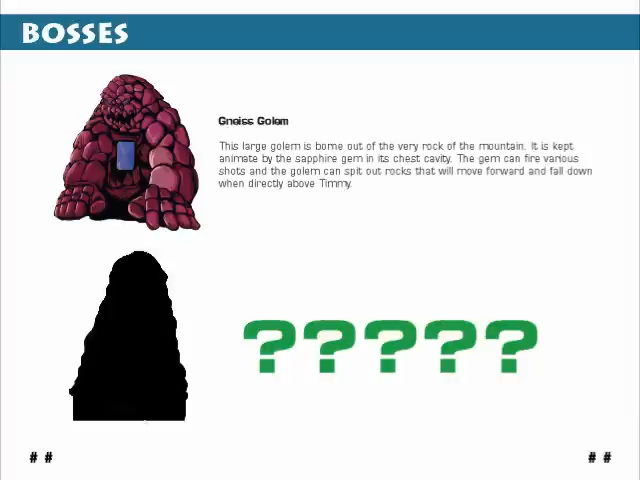 BOSSES
Gneiss Golem
This large golem is borne out of the very rock of the mountain. It is kept
animate by the sapphire gem in its chest cavity. The gem can fire various
shots and the golem can spit out rocks that will move forward and fall down
when directly above Timmy.
?????
## ##